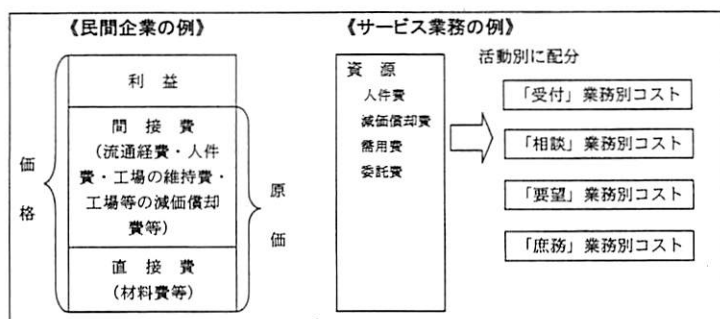 《民間企業の例》
利 益
間 接 費
(流通経費・人件
費・工場の維持費・
工場等の減価償却
費等)
直 接 費
(材料費等)
価
格
原
価
《サービス業務の例》
資 源
人件費
減価償却費
需用費
委託費
活動別に配分
「受付」業務別コスト
「相談」業務別コスト
「要望」業務別コスト
「庶務」業務別コスト